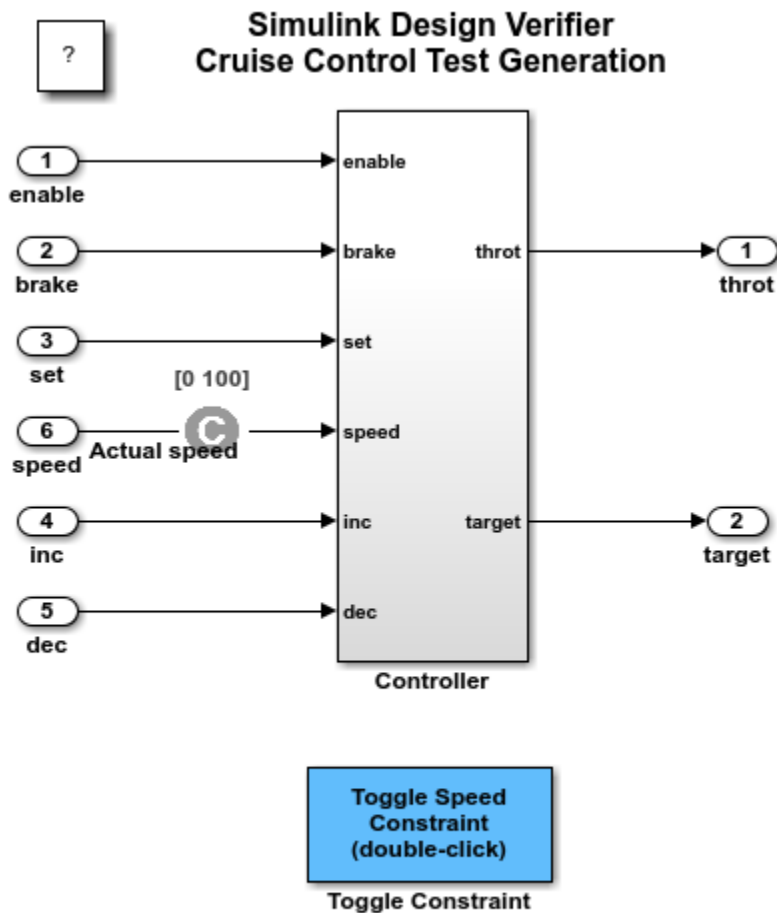 Simulink Design Verifier
Cruise Control Test Generation
?
1
enable
enable
2
brake
brake
throt
1
throt
3
set
set
[0 100]
6
speed
C
Actual speed
speed
4
inc
inc
target
2
target
5
dec
dec
Controller
Toggle Speed
Constraint
(double-click)
Toggle Constraint